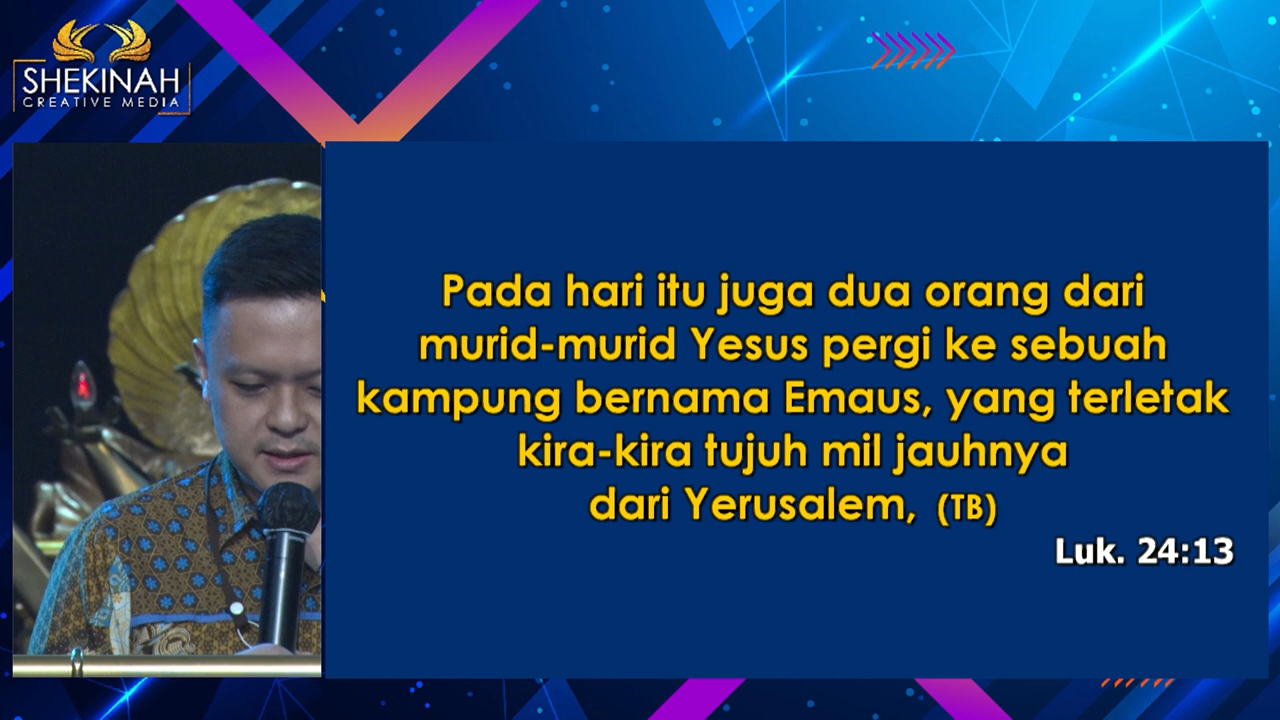 SHEKINAH
CREATIVE MEDIA
Pada hari itu juga dua orang dari
murid-murid Yesus pergi ke sebuah
kampung bernama Emaus, yang terletak
kira-kira tujuh mil jauhnya
dari Yerusalem, (TB)
Luk. 24:13